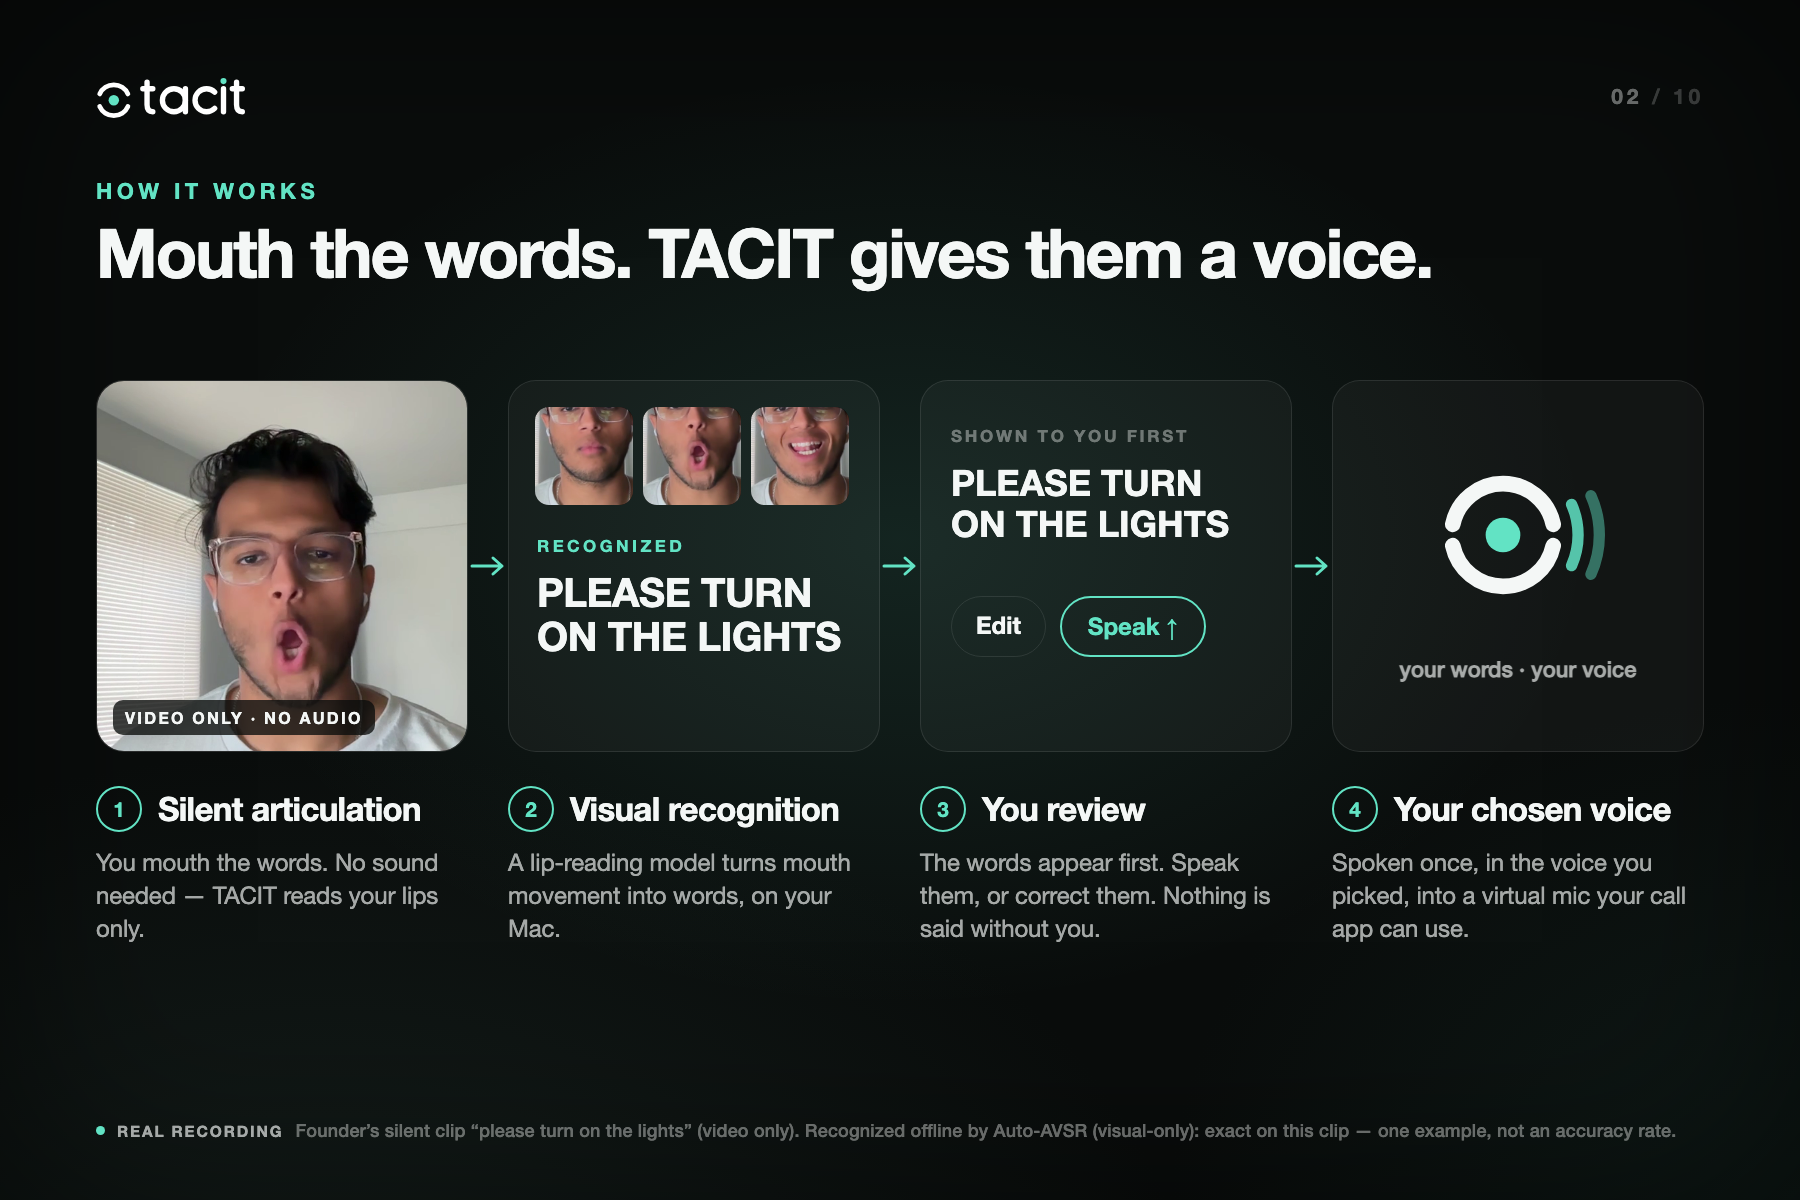 tacit
02 / 10
HOW IT WORKS
Mouth the words. TACIT gives them a voice.
VIDEO ONLY · NO AUDIO
RECOGNIZED
PLEASE TURN
ON THE LIGHTS
SHOWN TO YOU FIRST
PLEASE TURN
ON THE LIGHTS
Edit
Speak ↑
your words · your voice
1 Silent articulation
You mouth the words. No sound
needed — TACIT reads your lips
only.
2 Visual recognition
A lip-reading model turns mouth
movement into words, on your
Mac.
3 You review
The words appear first. Speak
them, or correct them. Nothing is
said without you.
4 Your chosen voice
Spoken once, in the voice you
picked, into a virtual mic your call
app can use.
REAL RECORDING Founder’s silent clip “please turn on the lights” (video only). Recognized offline by Auto-AVSR (visual-only): exact on this clip — one example, not an accuracy rate.